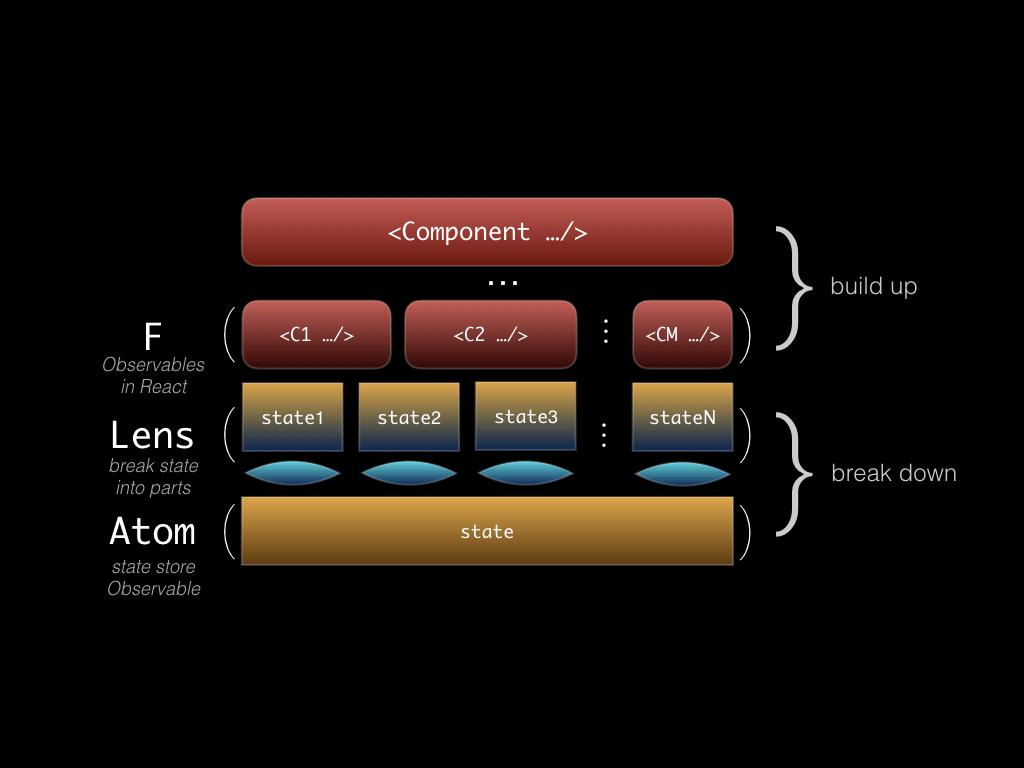 <Component …/>
…
build up
F
Observables
in React
<C1 …/>
<C2 …/>
⋮
<CM …/>
Lens
break state
into parts
state1
state2
state3
⋮
stateN
break down
Atom
state store
Observable
state